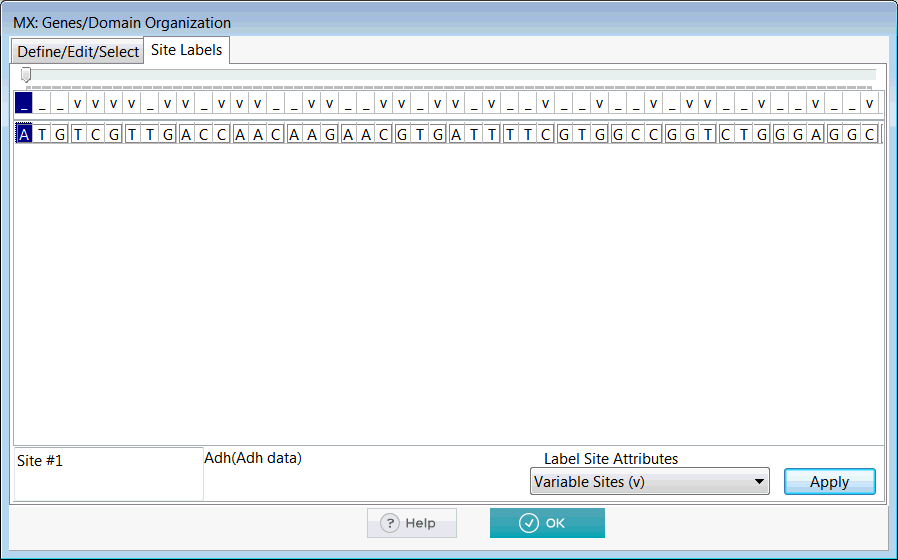 MX: Genes/Domain Organization
Define/Edit/Select Site Labels
_ _ _ v v v v _ v v _ v v v _ v v v _ _ v v _ v v _ v _ _ v _ _ v _ _ v _ v v _ _ v _ _ v _ _ v
A T G T C G T T G A C C A A C A A G A A C G T G A T T T T C G T G G C C G G T C T G G G A G G C
Site #1 Adh(Adh data) Label Site Attributes
Variable Sites (v) Apply
? Help OK